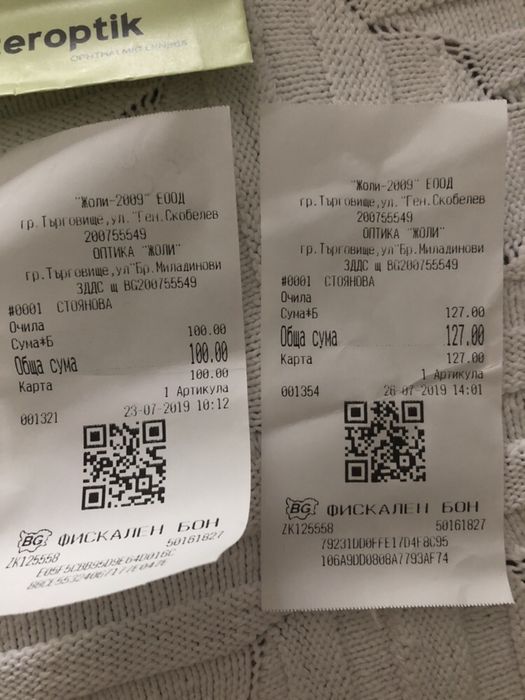 eroptik
OPHTHALMIC LENSES
"Жоли-2009" ЕООД
гр.Търговище,ул."Ген.Скобелев
200755549
ОПТИКА "ЖОЛИ"
гр.Търговище,ул"Бр.Миладинови
ЗДДС щ BG200755549
#0001 СТОЯНОВА
Очила
Сума*Б 100.00
Обща сума 100.00
Карта 100.00
1 Артикула
001321 23-07-2019 10:12
BG ФИСКАЛЕН БОН
ZK125558 50161827
"Жоли-2009" ЕООД
гр.Търговище,ул."Ген.Скобелев
200755549
ОПТИКА "ЖОЛИ"
гр.Търговище,ул"Бр.Миладинови
ЗДДС щ BG200755549
#0001 СТОЯНОВА
Очила
Сума*Б 127.00
Обща сума 127.00
Карта 127.00
1 Артикула
001354 26-07-2019 14:01
BG ФИСКАЛЕН БОН
ZK125558 50161827
79231DD0FFE17D4F8C95
106A9DD0808A7793AF74